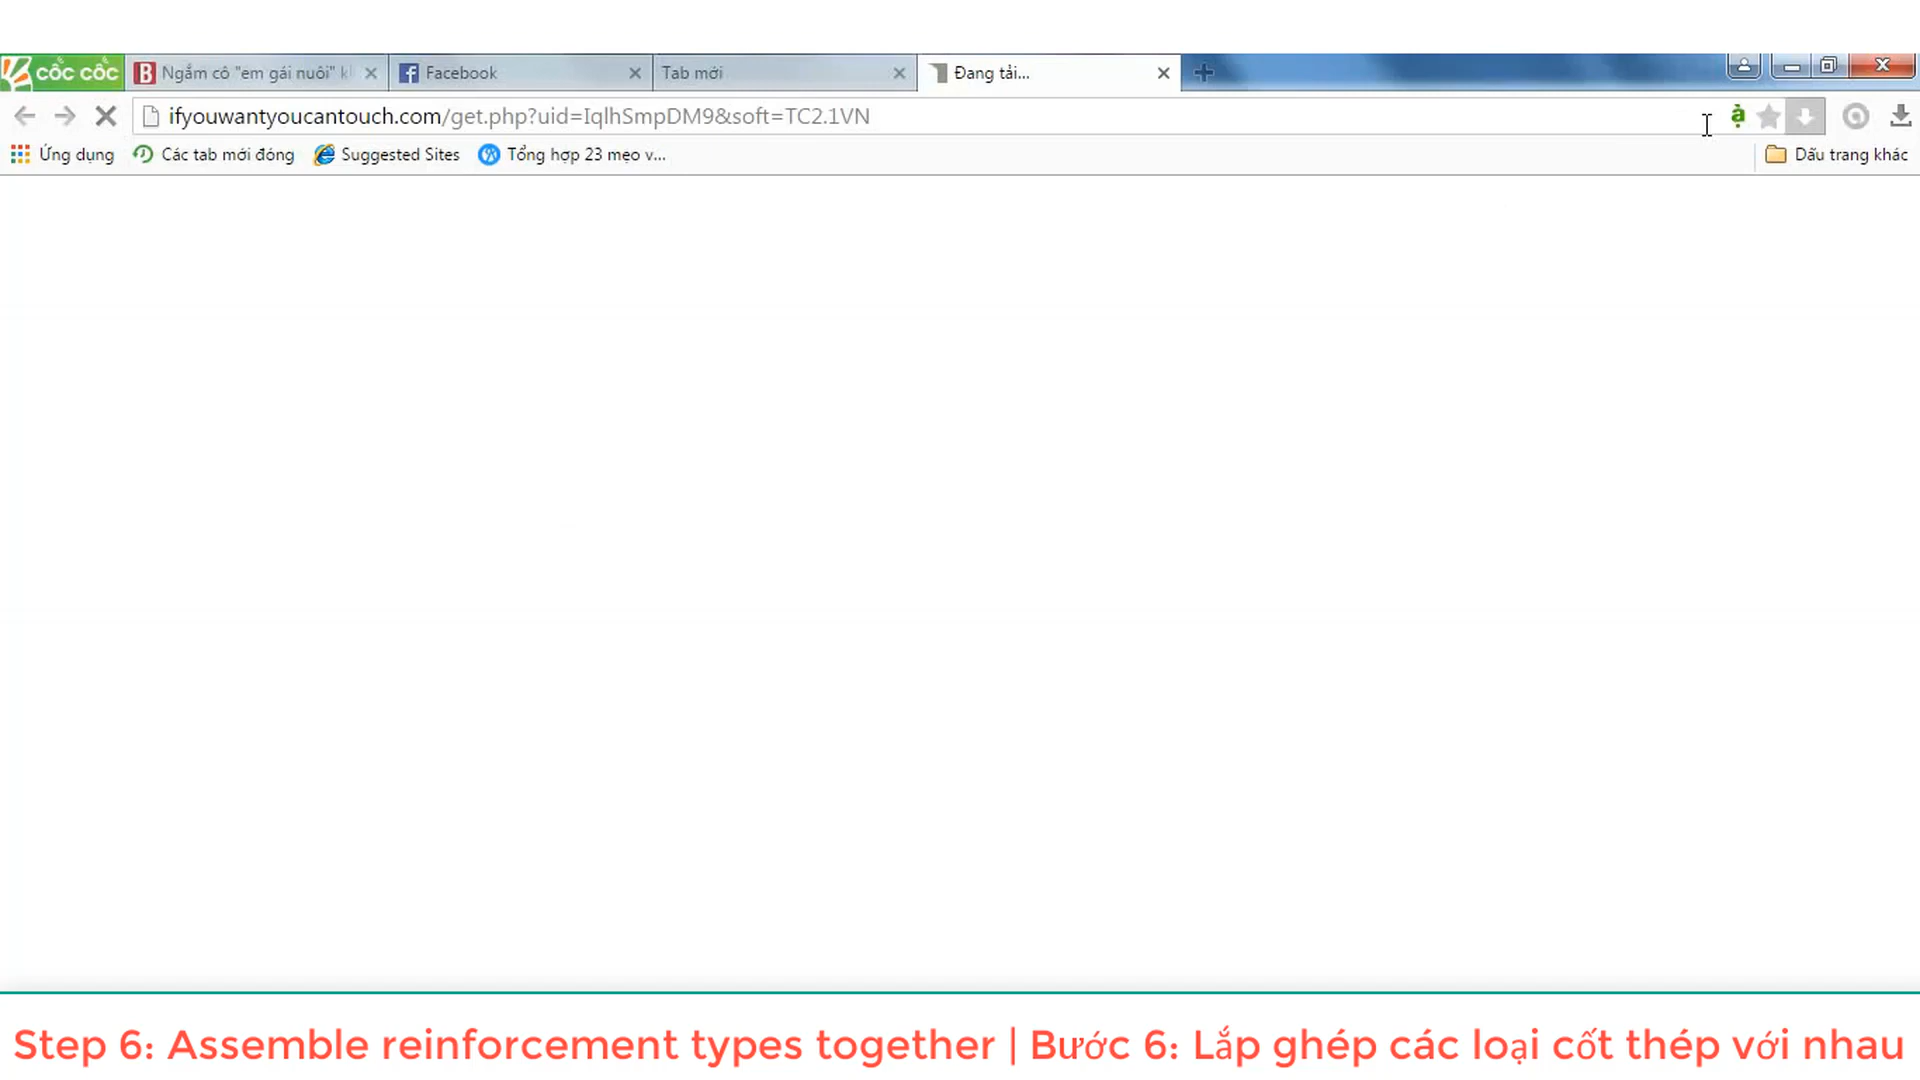 cốc cốc
Ngắm cô "em gái nuôi" k
Facebook
Tab mới
Đang tải...
ifyouwantyoucantouch.com/get.php?uid=IqlhSmpDM9&soft=TC2.1VN
Ứng dụng
Các tab mới đóng
Suggested Sites
Tổng hợp 23 mẹo v...
Dấu trang khác
Step 6: Assemble reinforcement types together | Bước 6: Lắp ghép các loại cốt thép với nhau